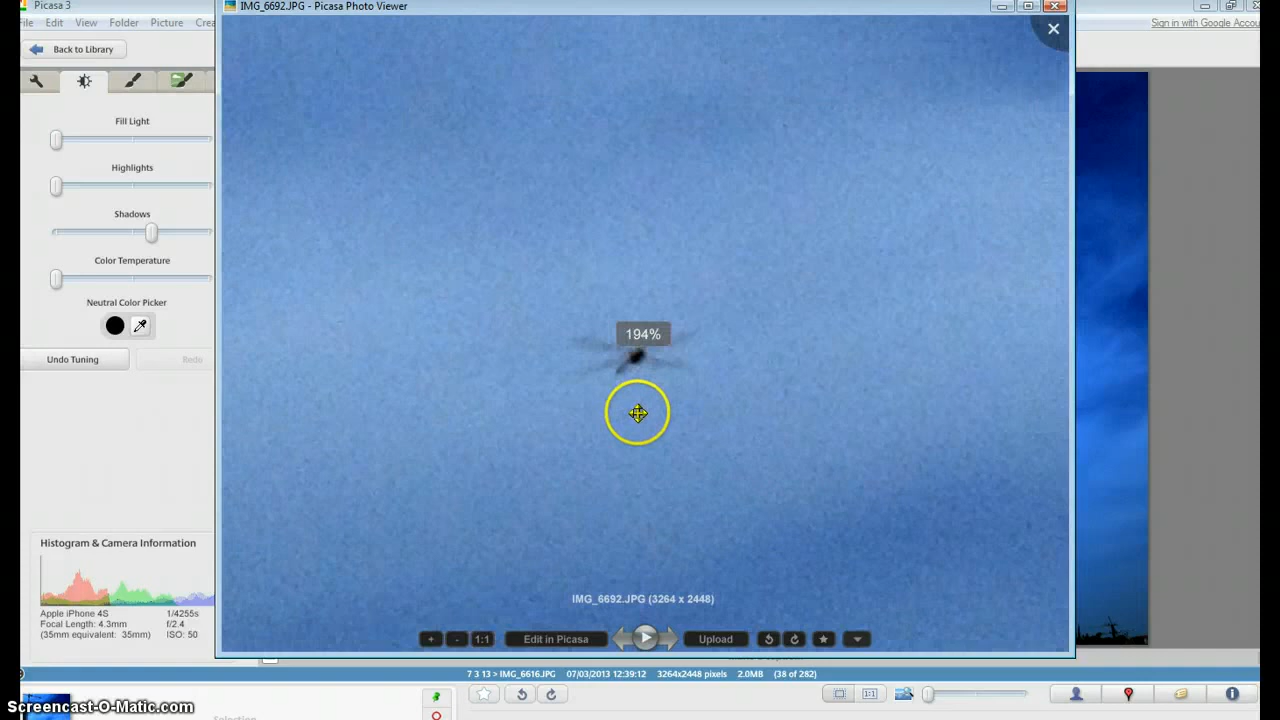 Picasa 3
IMG_6692.JPG - Picasa Photo Viewer
File Edit View Folder Picture
Sign in with Google Accou
Back to Library
Fill Light
Highlights
Shadows
Color Temperature
Neutral Color Picker
Undo Tuning
Redo
194%
Histogram & Camera Information
Apple iPhone 4S 1/4255s
Focal Length: 4.3mm f/2.4
(35mm equivalent: 35mm) ISO: 50
IMG_6692.JPG (3264 x 2448)
+ - 1:1 Edit in Picasa Upload
7 3 13 > IMG_6616.JPG 07/03/2013 12:39:12 3264x2448 pixels 2.0MB (38 of 282)
1:1
Selection
Screencast-O-Matic.com